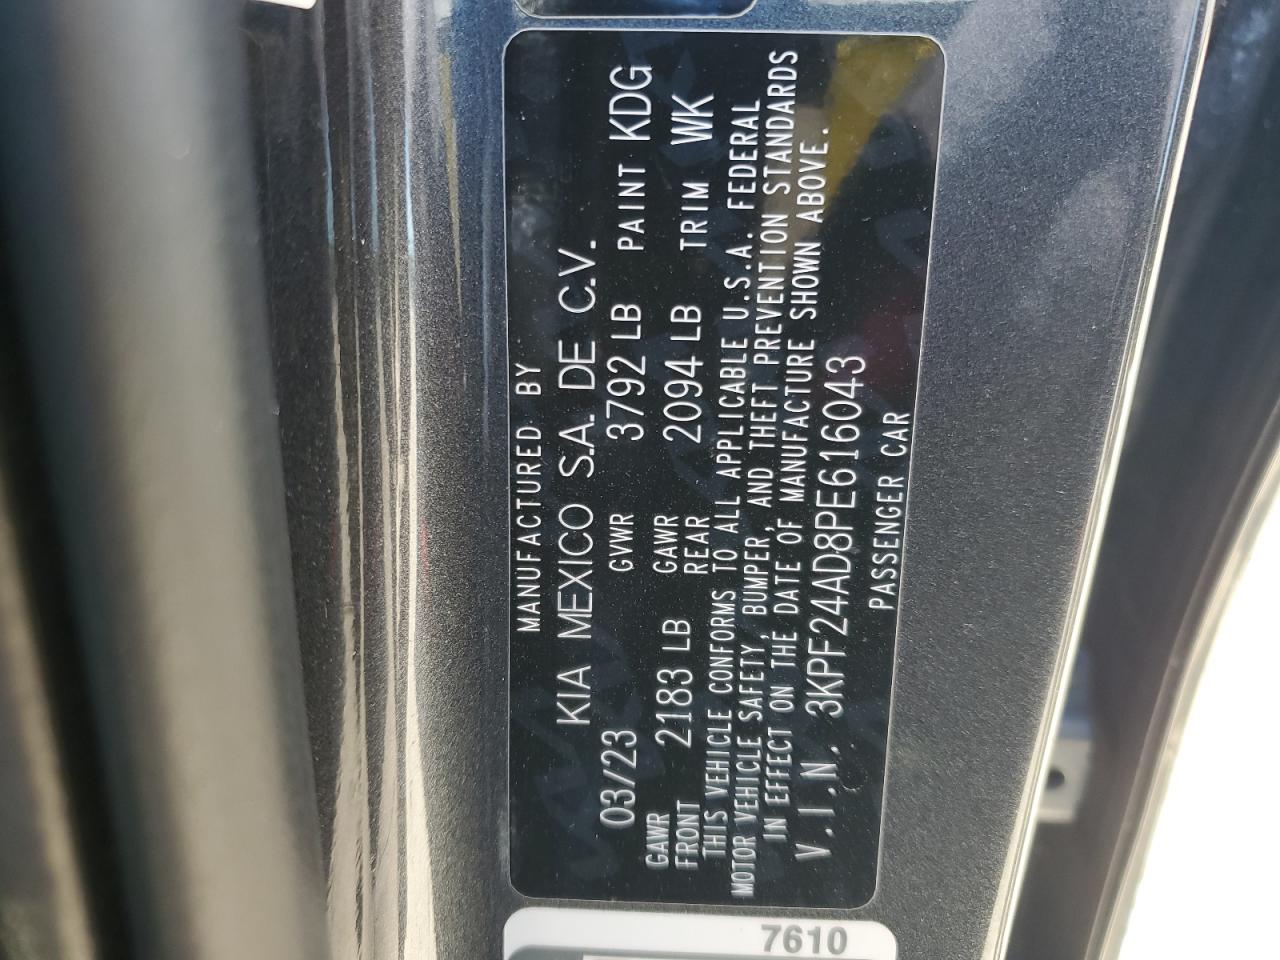 MANUFACTURED BY
KIA MEXICO S.A. DE C.V.
03/23 GVWR 3792 LB PAINT KDG
GAWR FRONT 2183 LB GAWR REAR 2094 LB TRIM WK
THIS VEHICLE CONFORMS TO ALL APPLICABLE U.S.A. FEDERAL
MOTOR VEHICLE SAFETY, BUMPER, AND THEFT PREVENTION STANDARDS
IN EFFECT ON THE DATE OF MANUFACTURE SHOWN ABOVE.
V.I.N. 3KPF24AD8PE616043
PASSENGER CAR
7610